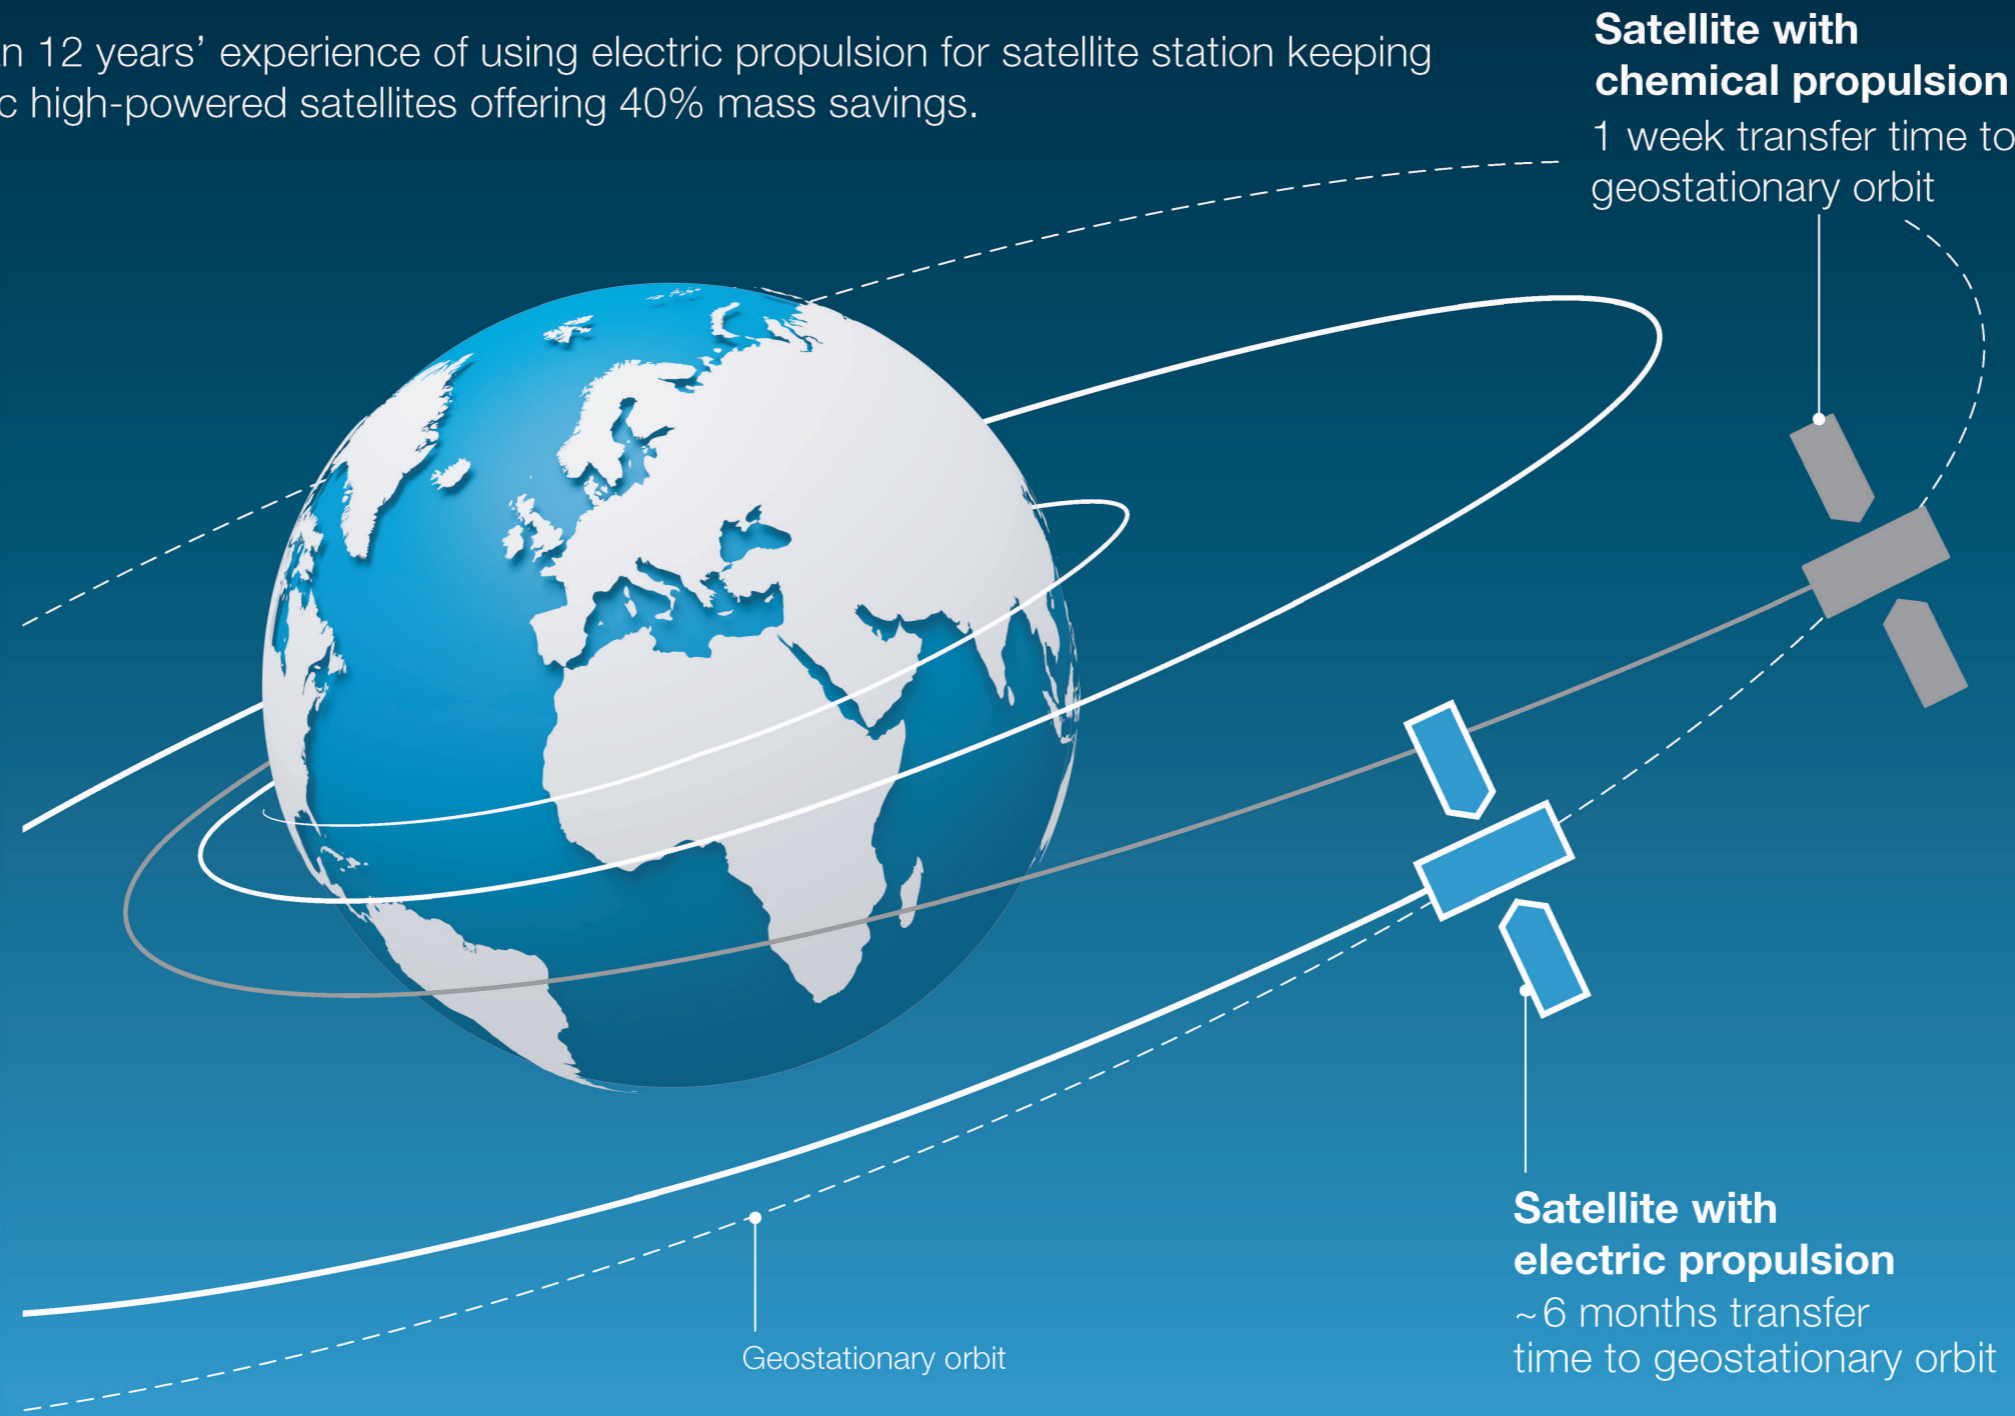 12 years’ experience of using electric propulsion for satellite station keeping
high-powered satellites offering 40% mass savings.
Satellite with
chemical propulsion
1 week transfer time to
geostationary orbit
Geostationary orbit
Satellite with
electric propulsion
~6 months transfer
time to geostationary orbit